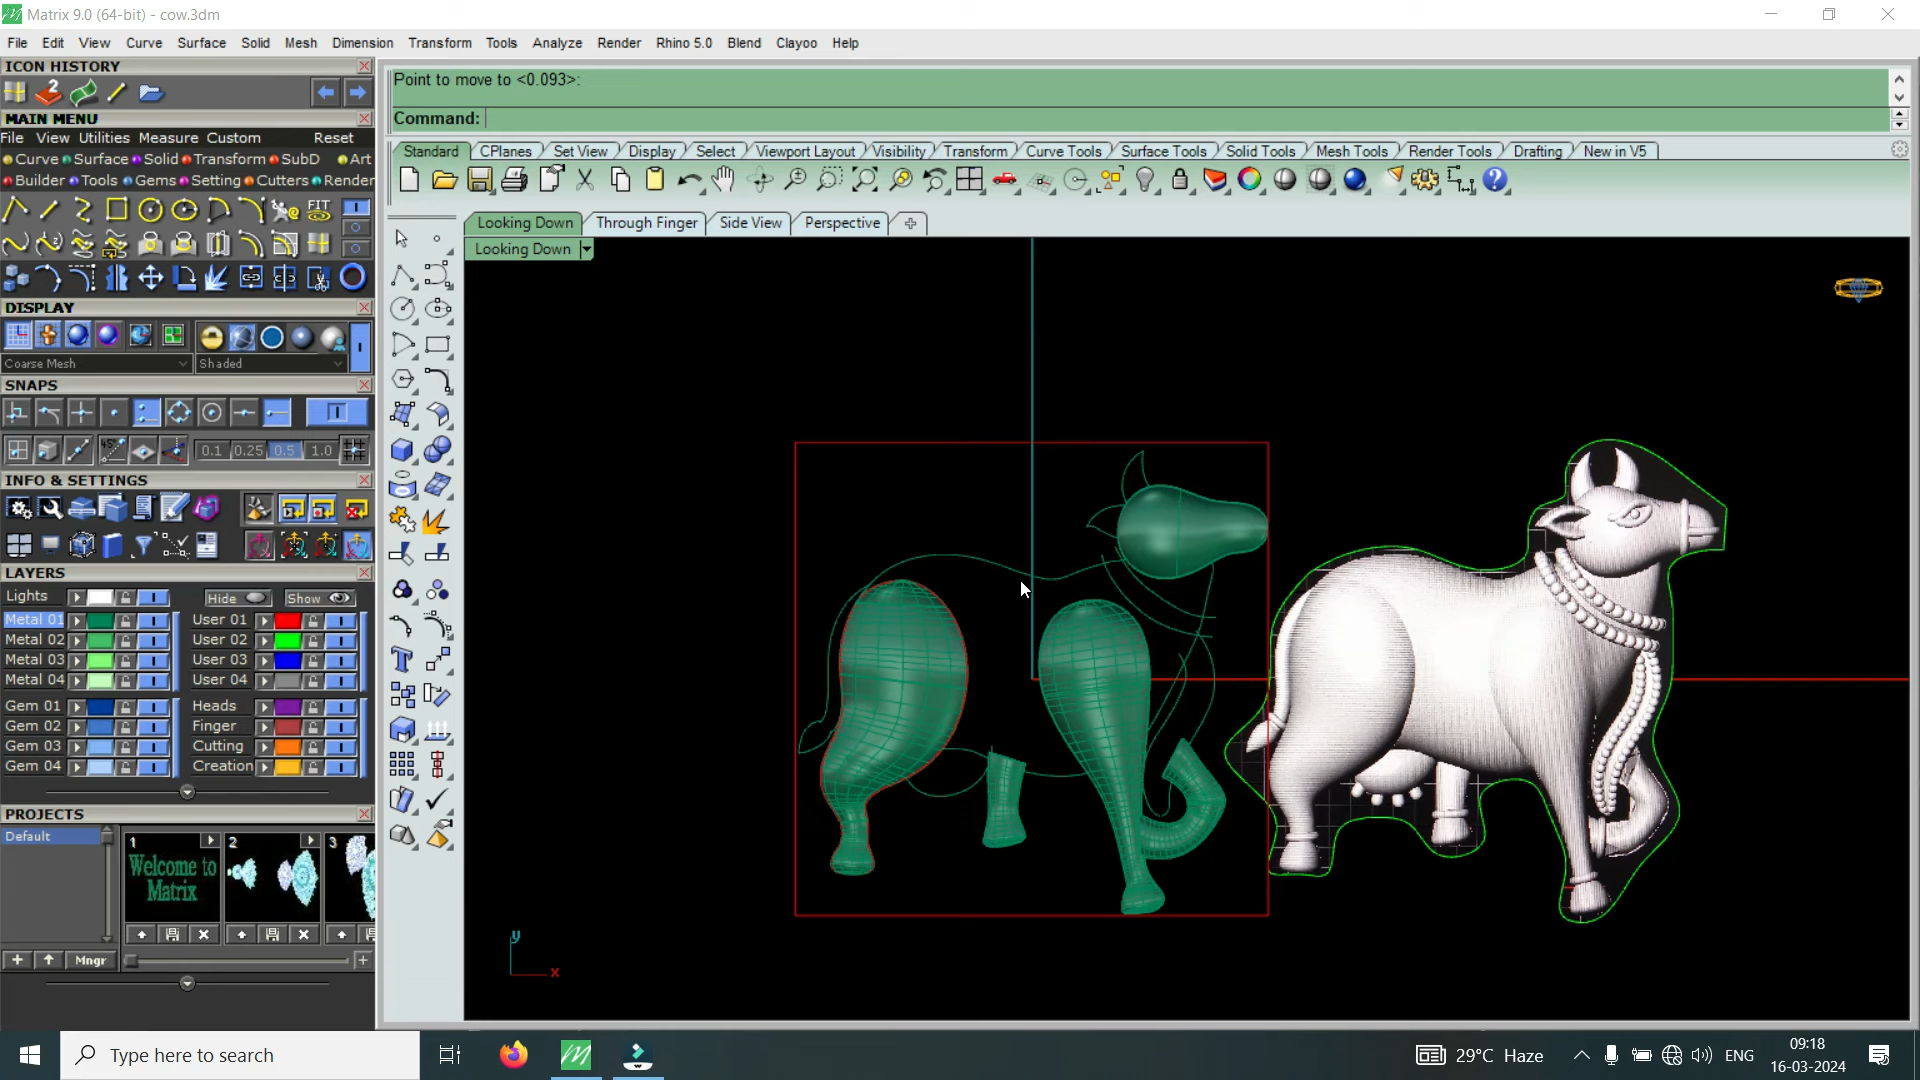 Matrix 9.0 (64-bit) - cow.3dm
File Edit View Curve Surface Solid Mesh Dimension Transform Tools Analyze Render Rhino 5.0 Blend Clayoo Help
ICON HISTORY
Point to move to <0.093>:
Command:
MAIN MENU
File View Utilities Measure Custom Reset
Curve Surface Solid Transform SubD Art
Builder Tools Gems Setting Cutters Render
Standard CPlanes Set View Display Select Viewport Layout Visibility Transform Curve Tools Surface Tools Solid Tools Mesh Tools Render Tools Drafting New in V5
FIT
Looking Down Through Finger Side View Perspective
Looking Down
DISPLAY
Coarse Mesh Shaded
SNAPS
0.1 0.25 0.5 1.0
INFO & SETTINGS
LAYERS
Lights Hide Show
Metal 01 User 01
Metal 02 User 02
Metal 03 User 03
Metal 04 User 04
Gem 01 Heads
Gem 02 Finger
Gem 03 Cutting
Gem 04 Creation
PROJECTS
Default
1 2 3
Welcome to
Matrix
Mngr
y
x
Type here to search
29°C Haze
ENG
09:18
16-03-2024